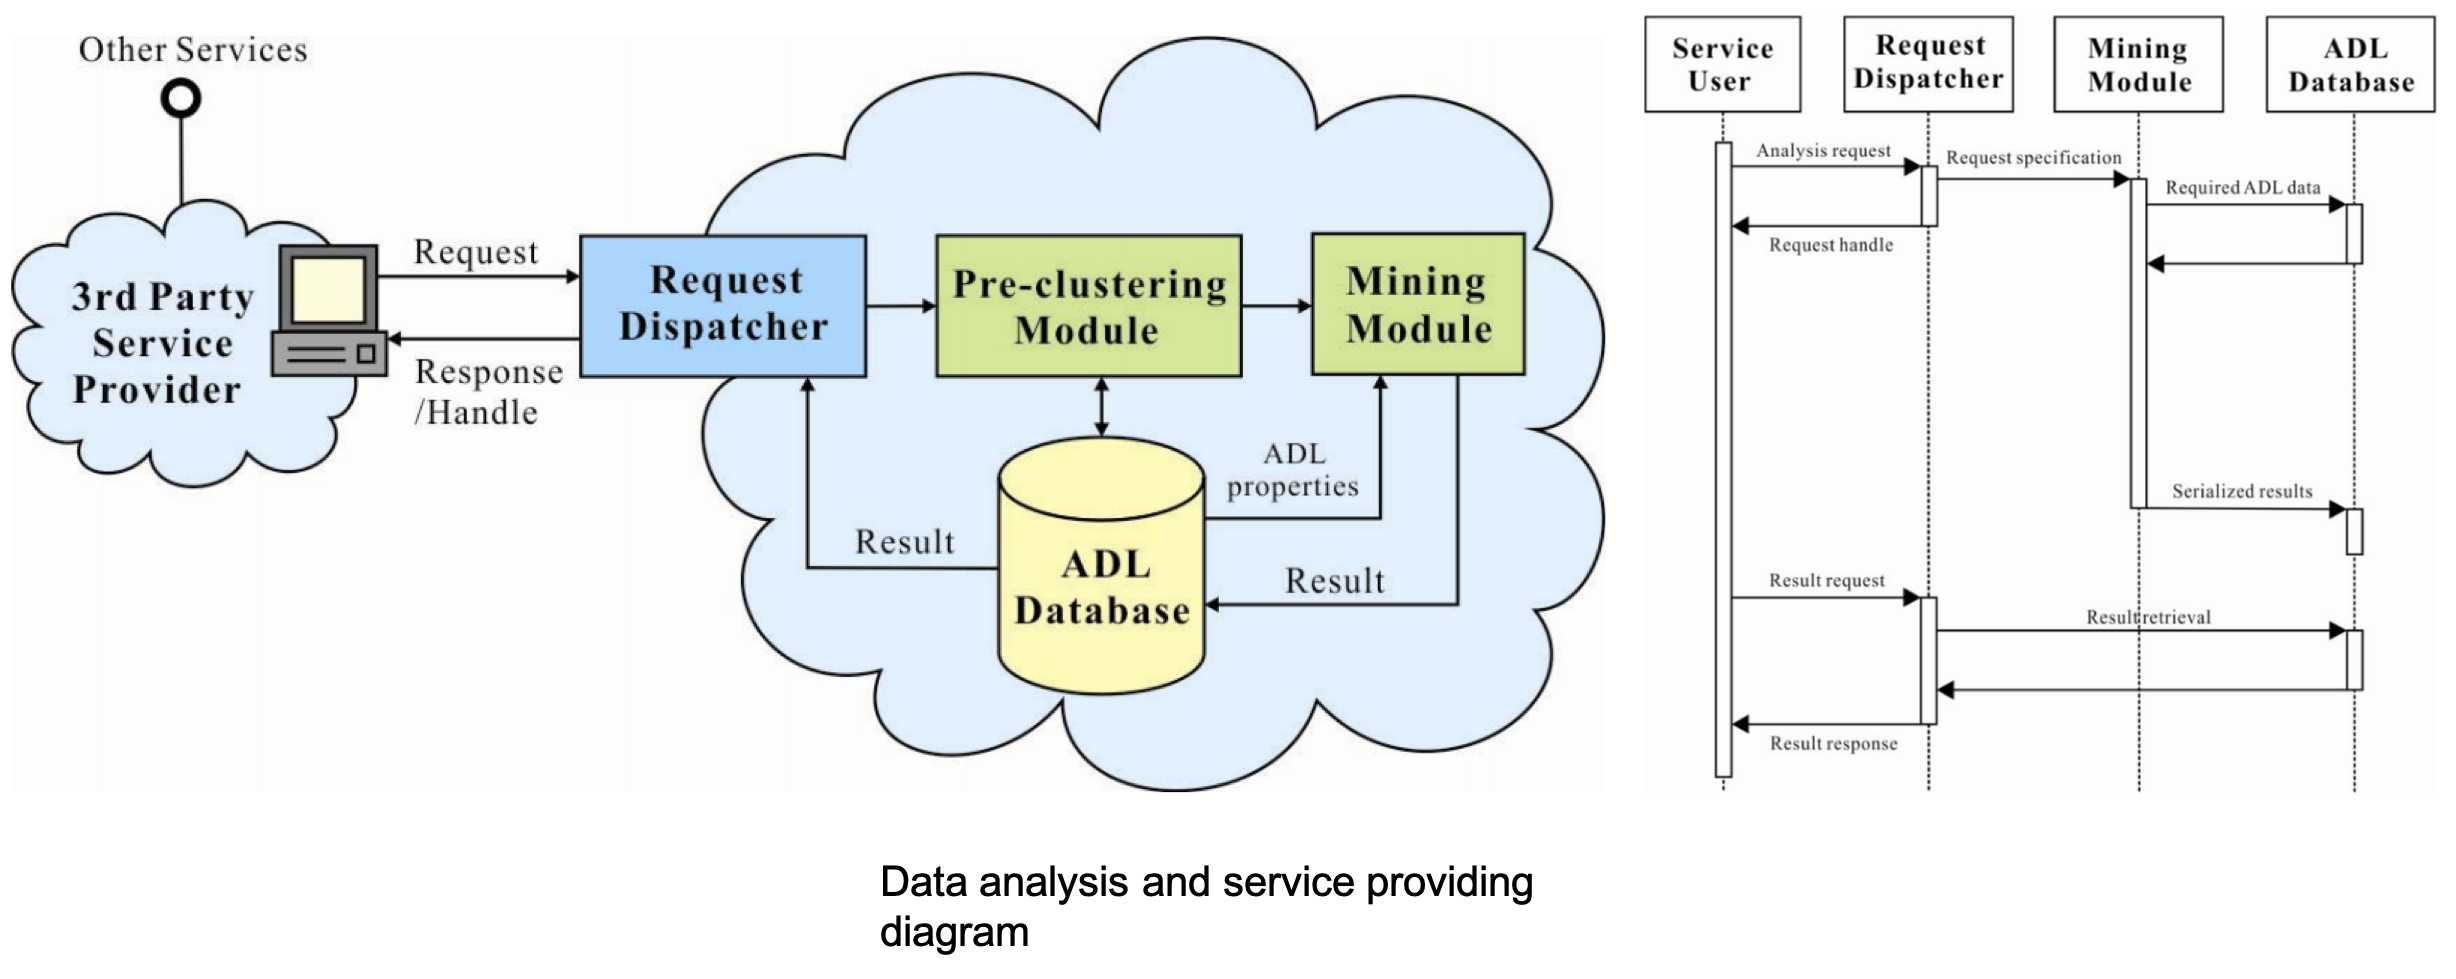 Other Services
3rd Party
Service
Provider
Request
Response
/Handle
Request
Dispatcher
Pre-clustering
Module
Mining
Module
ADL
properties
Result
Result
ADL
Database
Service
User
Request
Dispatcher
Mining
Module
ADL
Database
Analysis request
Request specification
Required ADL data
Request handle
Serialized results
Result request
Result retrieval
Result response
Data analysis and service providing
diagram